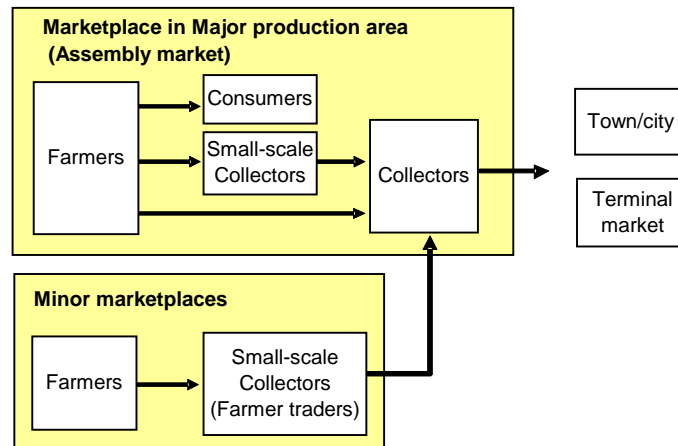 Marketplace in Major production area
(Assembly market)
Consumers
Farmers
Small-scale
Collectors
Collectors
Town/city
Terminal
market
Minor marketplaces
Farmers
Small-scale
Collectors
(Farmer traders)